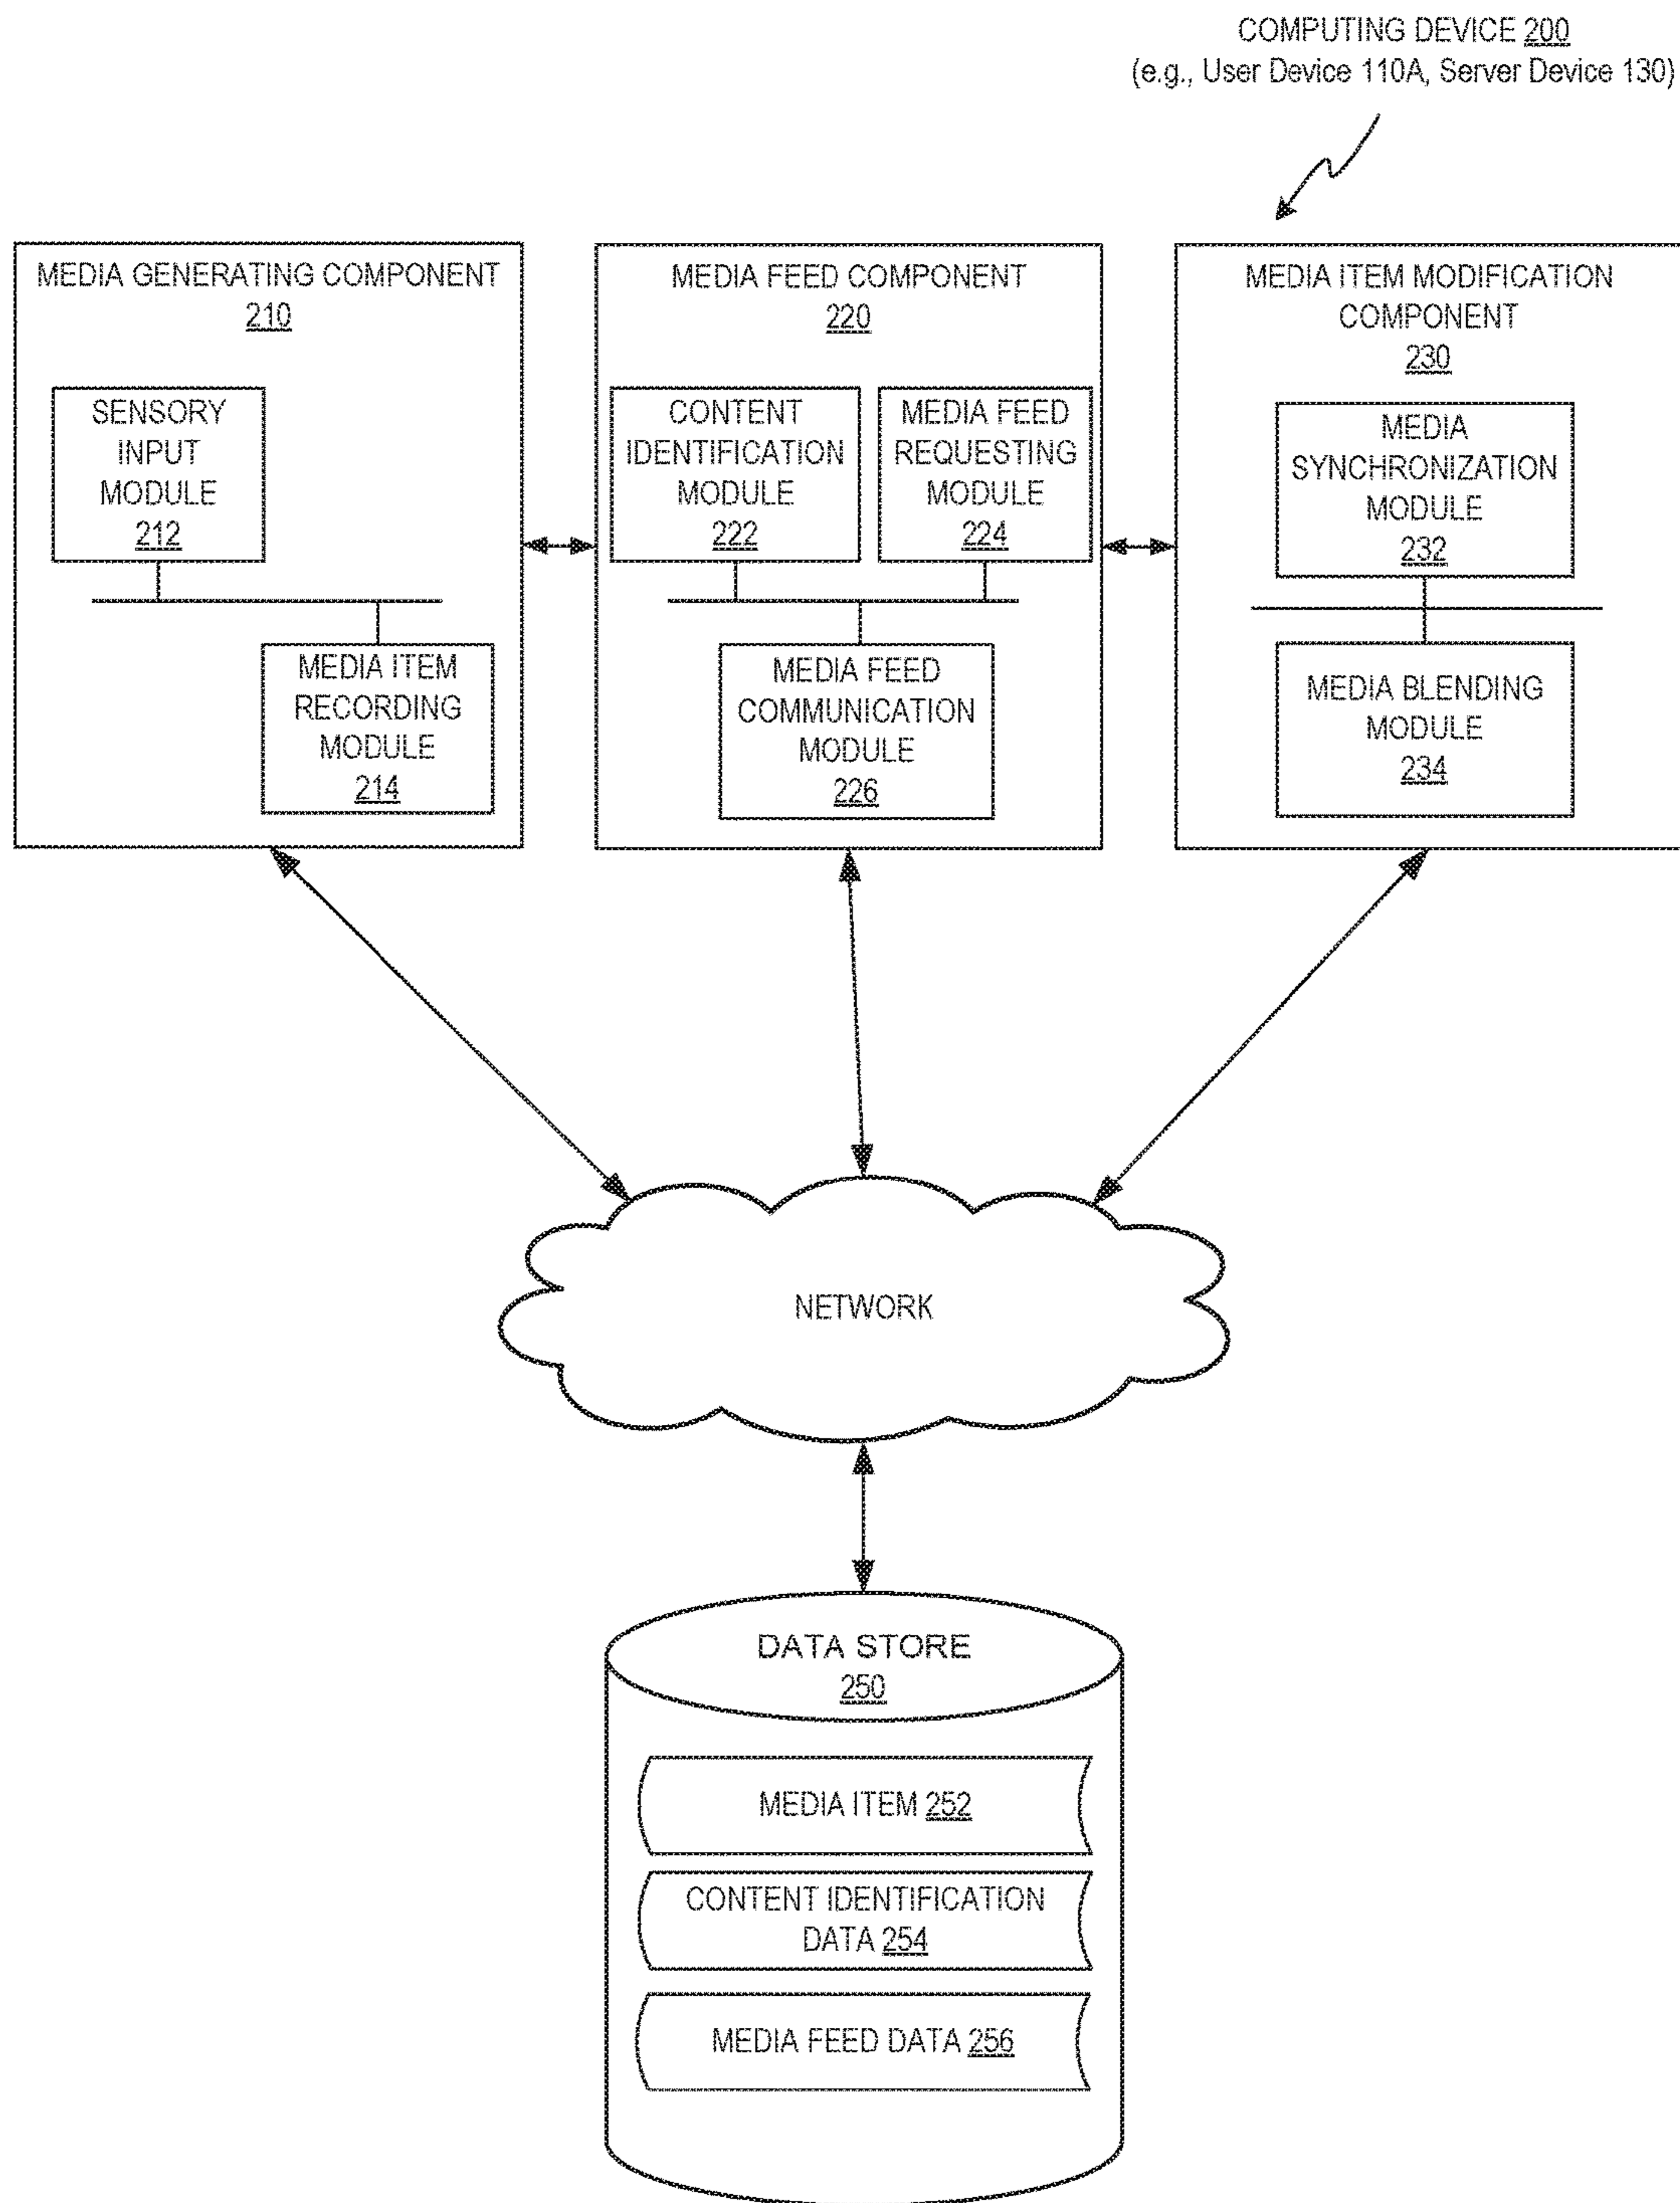 COMPUTING DEVICE 200
(e.g., User Device 110A, Server Device 130)
MEDIA GENERATING COMPONENT
210
SENSORY
INPUT
MODULE
212
MEDIA ITEM
RECORDING
MODULE
214
MEDIA FEED COMPONENT
220
CONTENT
IDENTIFICATION
MODULE
222
MEDIA FEED
REQUESTING
MODULE
224
MEDIA FEED
COMMUNICATION
MODULE
226
MEDIA ITEM MODIFICATION
COMPONENT
230
MEDIA
SYNCHRONIZATION
MODULE
232
MEDIA BLENDING
MODULE
234
NETWORK
DATA STORE
250
MEDIA ITEM 252
CONTENT IDENTIFICATION
DATA 254
MEDIA FEED DATA 256